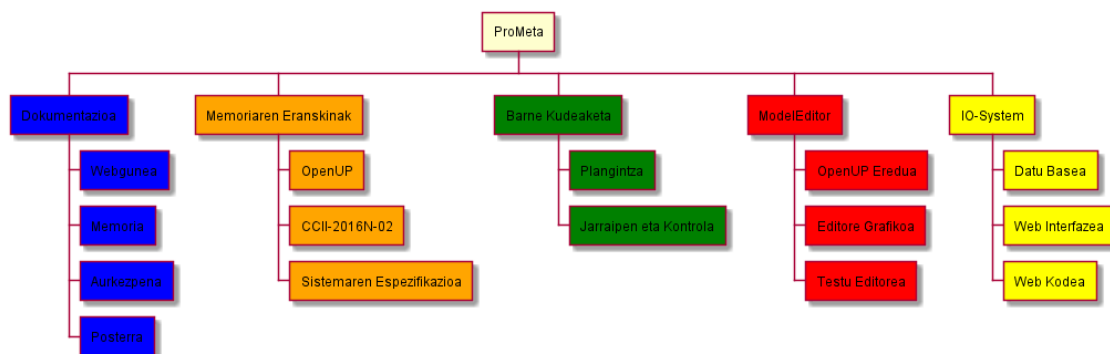 ProMeta
Dokumentazioa
Memoriaren Eranskinak
Barne Kudeaketa
ModelEditor
IO-System
Webgunea
OpenUP
Plangintza
OpenUP Eredua
Datu Basea
Memoria
CCII-2016N-02
Jarraipen eta Kontrola
Editore Grafikoa
Web Interfazea
Aurkezpena
Sistemaren Espezifikazioa
Testu Editorea
Web Kodea
Posterra